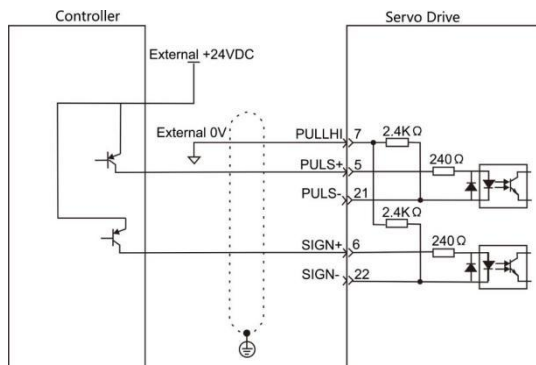 Controller
Servo Drive
External +24VDC
External 0V
PULLHI 7
2.4KΩ
PULS+ 5
240Ω
PULS- 21
2.4KΩ
SIGN+ 6
240Ω
SIGN- 22